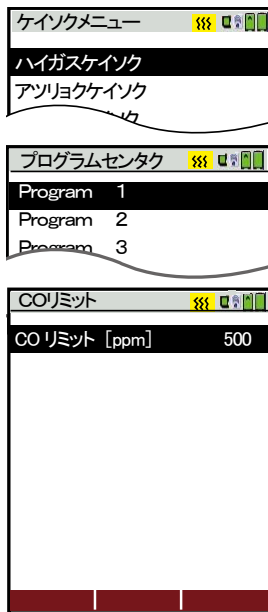 ケイソクメニュー
ハイガスケイソク
アツリョクケイソク
プログラムセンタク
Program 1
Program 2
Program 3
COリミット
CO リミット [ppm] 500